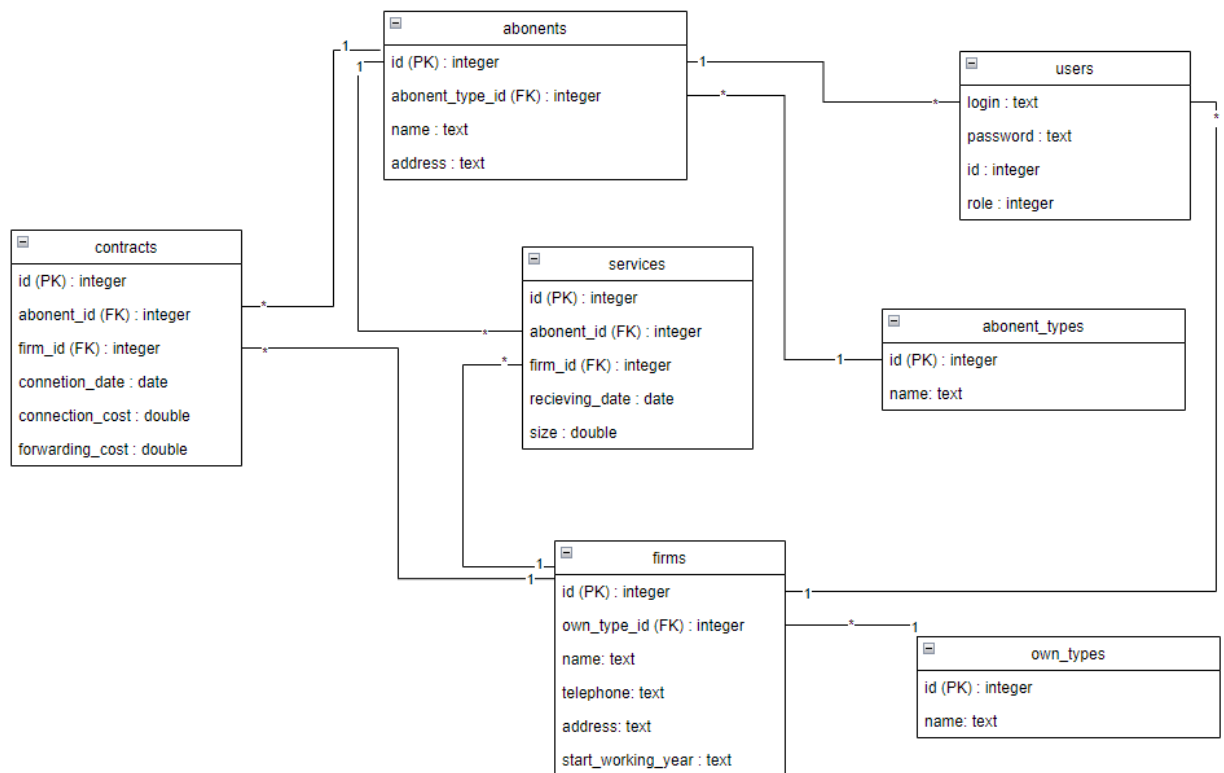 abonents
id (PK) : integer
abonent_type_id (FK) : integer
name : text
address : text
1
1
1
*
users
login : text
password : text
id : integer
role : integer
*
*
contracts
id (PK) : integer
abonent_id (FK) : integer
firm_id (FK) : integer
connetion_date : date
connection_cost : double
forwarding_cost : double
*
*
services
id (PK) : integer
abonent_id (FK) : integer
firm_id (FK) : integer
recieving_date : date
size : double
*
*
abonent_types
id (PK) : integer
name: text
1
firms
id (PK) : integer
own_type_id (FK) : integer
name: text
telephone: text
address: text
start_working_year : text
1
1
1
*
1
own_types
id (PK) : integer
name: text